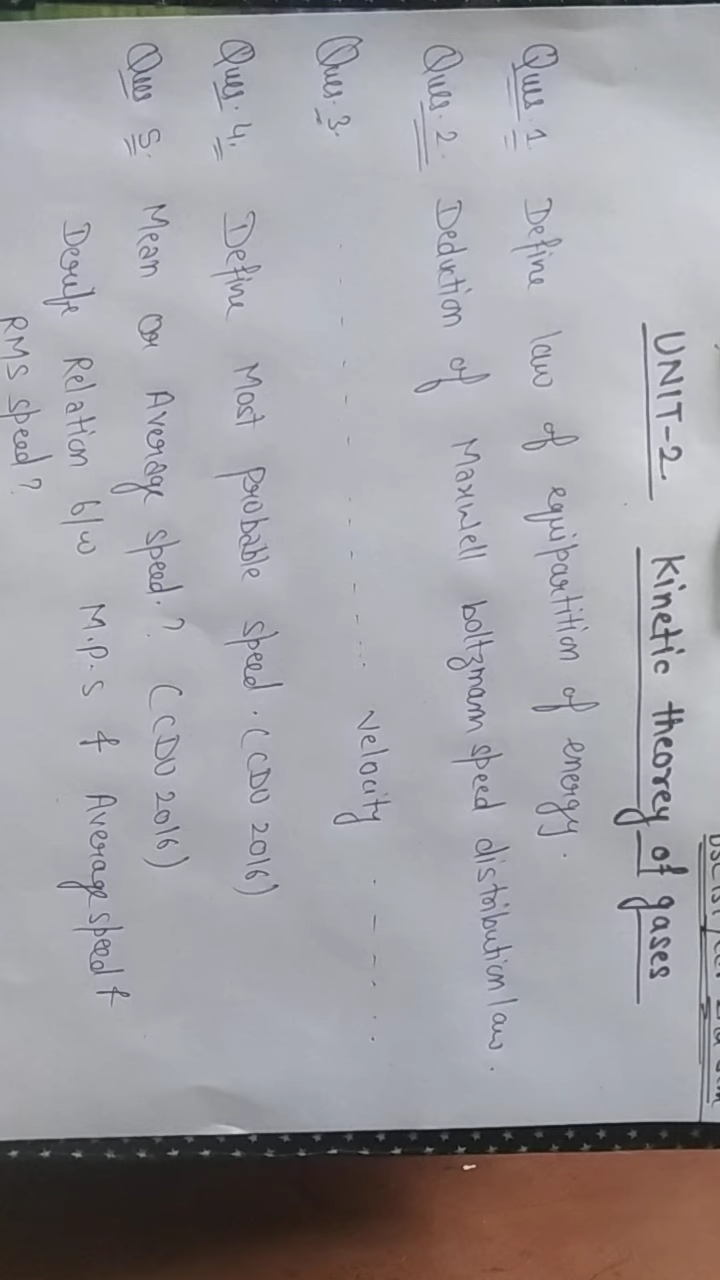 UNIT-2. Kinetic theorey of gases
Ques. 1. Define law of equipartition of energy.
Ques. 2. Deduction of Maxwell boltzmann speed distribution law.
Ques. 3. - - - - - - - - velocity - - - - .
Ques. 4. Define Most probable speed. (CDU 2016)
Ques 5. Mean or Average speed.? (CDU 2016)
Relation b/w M.P.S & Average speed &
RMS speed?